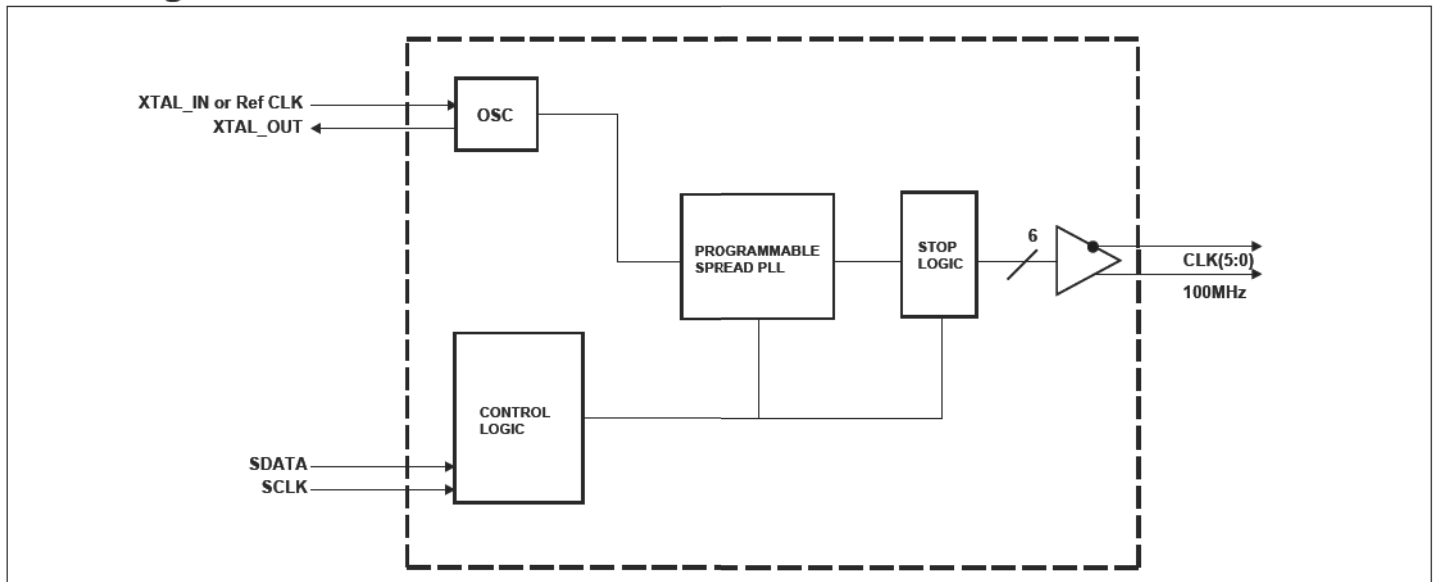 XTAL_IN or Ref CLK
XTAL_OUT
OSC
PROGRAMMABLE
SPREAD PLL
STOP
LOGIC
6
CLK(5:0)
100MHz
CONTROL
LOGIC
SDATA
SCLK